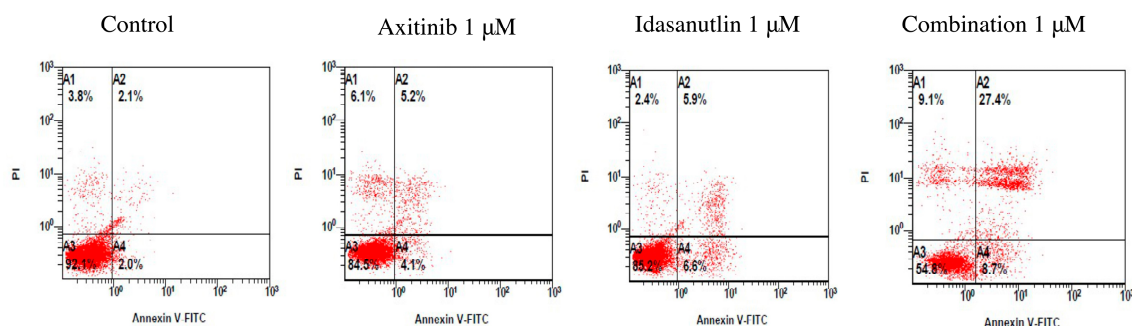 Control
Axitinib 1 μM
Idasanutlin 1 μM
Combination 1 μM
10³
A1
A2
3.8%
2.1%
10²
PI
10¹
10⁰
A3
A4
92.1%
2.0%
10⁰
10¹
10²
10³
Annexin V-FITC
10³
A1
A2
6.1%
5.2%
10²
PI
10¹
10⁰
A3
A4
84.5%
4.1%
10⁰
10¹
10²
10³
Annexin V-FITC
10³
A1
A2
2.4%
5.9%
10²
PI
10¹
10⁰
A3
A4
85.2%
6.6%
10⁰
10¹
10²
10³
Annexin V-FITC
10³
A1
A2
9.1%
27.4%
10²
PI
10¹
10⁰
A3
A4
54.8%
8.7%
10⁰
10¹
10²
10³
Annexin V-FITC